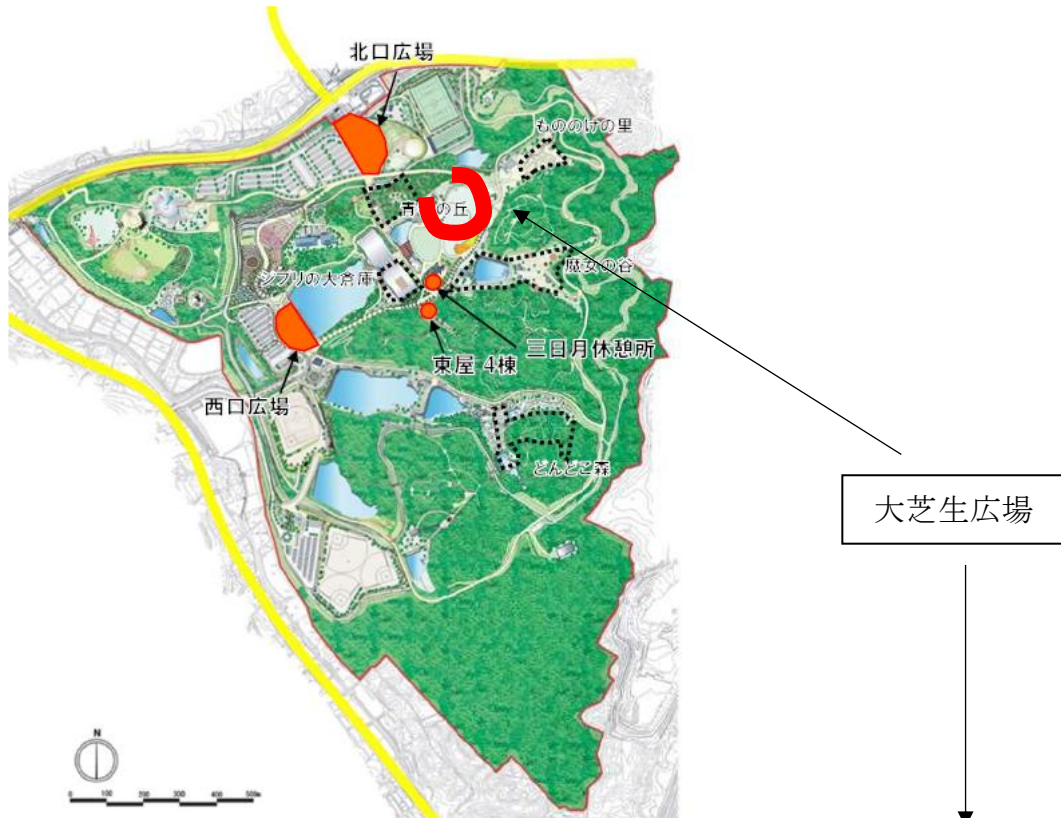 北口広場
もののけの里
青春の丘
魔女の谷
ジブリの大倉庫
三日月休憩所
東屋 4棟
西口広場
どんどこ森
大芝生広場
N
0 100 200 300 400 500m